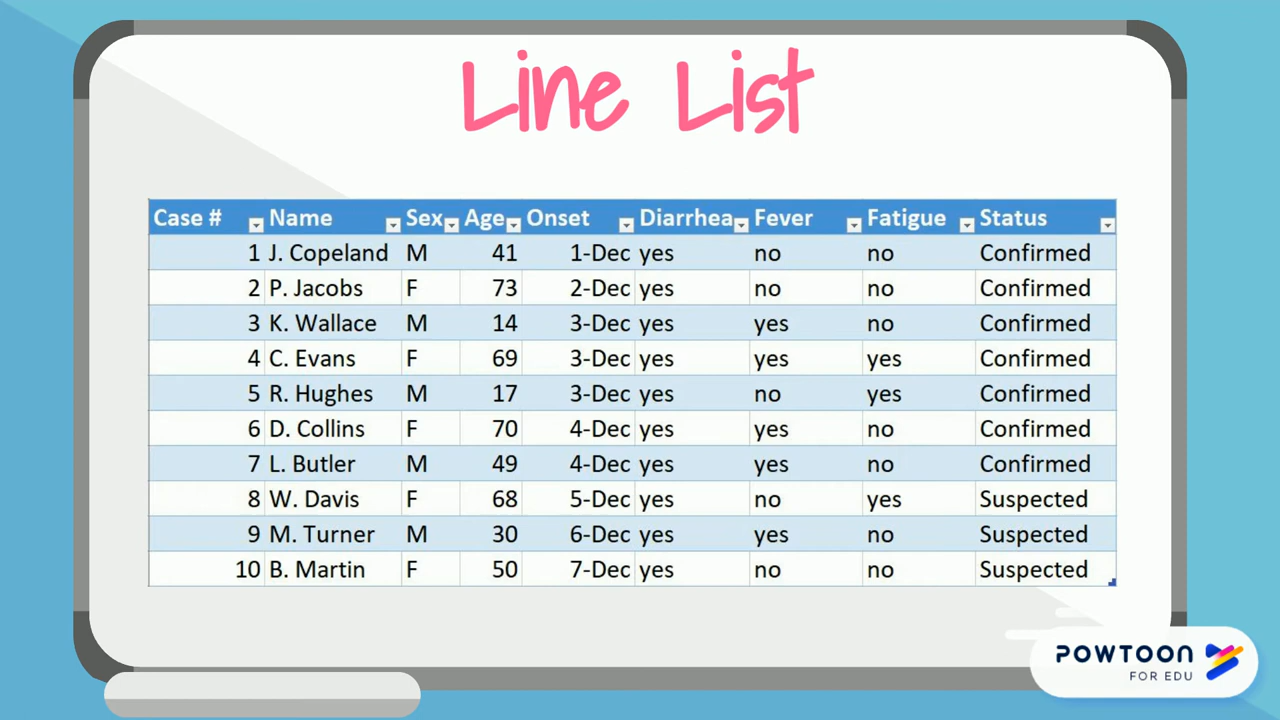 Line List
Case # Name Sex Age Onset Diarrhea Fever Fatigue Status
1 J. Copeland M 41 1-Dec yes no no Confirmed
2 P. Jacobs F 73 2-Dec yes no no Confirmed
3 K. Wallace M 14 3-Dec yes yes no Confirmed
4 C. Evans F 69 3-Dec yes yes yes Confirmed
5 R. Hughes M 17 3-Dec yes no yes Confirmed
6 D. Collins F 70 4-Dec yes yes no Confirmed
7 L. Butler M 49 4-Dec yes yes no Confirmed
8 W. Davis F 68 5-Dec yes no yes Suspected
9 M. Turner M 30 6-Dec yes yes no Suspected
10 B. Martin F 50 7-Dec yes no no Suspected
POWTOON
FOR EDU